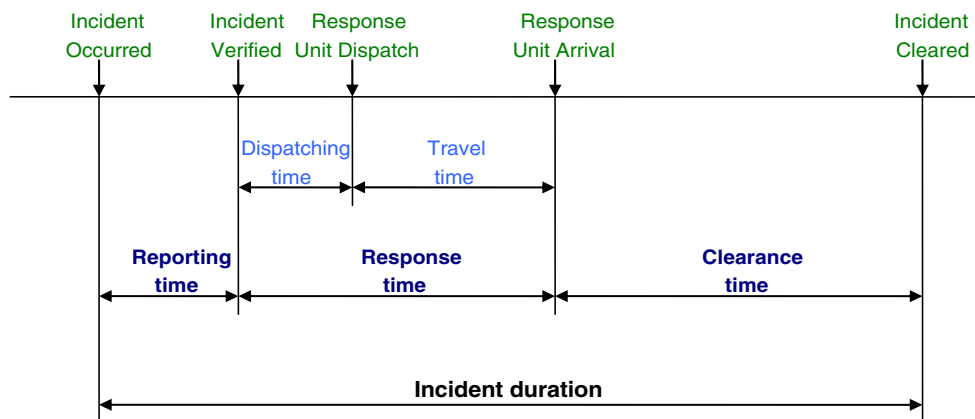 Incident
Occurred
Incident
Verified
Response
Unit Dispatch
Response
Unit Arrival
Incident
Cleared
Dispatching
time
Travel
time
Reporting
time
Response
time
Clearance
time
Incident duration